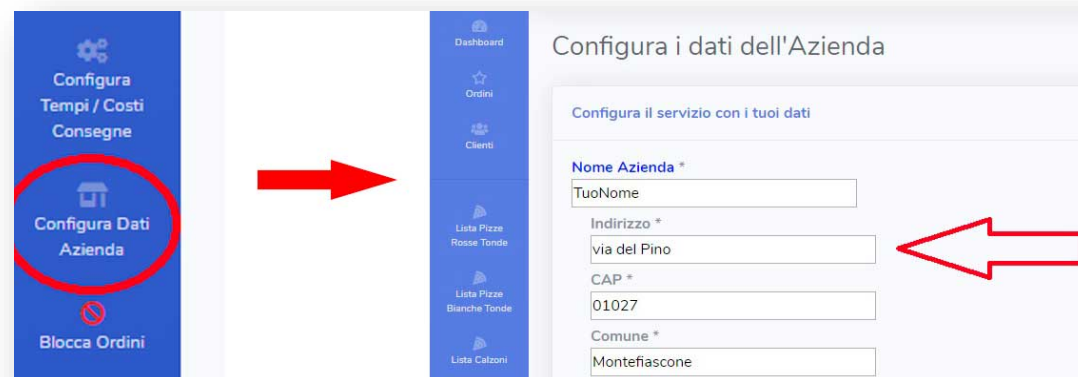 Configura
Tempi / Costi
Consegne
Configura Dati
Azienda
Blocca Ordini
Dashboard
Ordini
Clienti
Lista Pizze
Rosse Tonde
Lista Pizze
Bianche Tonde
Lista Calzoni
Configura i dati dell'Azienda
Configura il servizio con i tuoi dati
Nome Azienda *
TuoNome
Indirizzo *
via del Pino
CAP *
01027
Comune *
Montefiascone